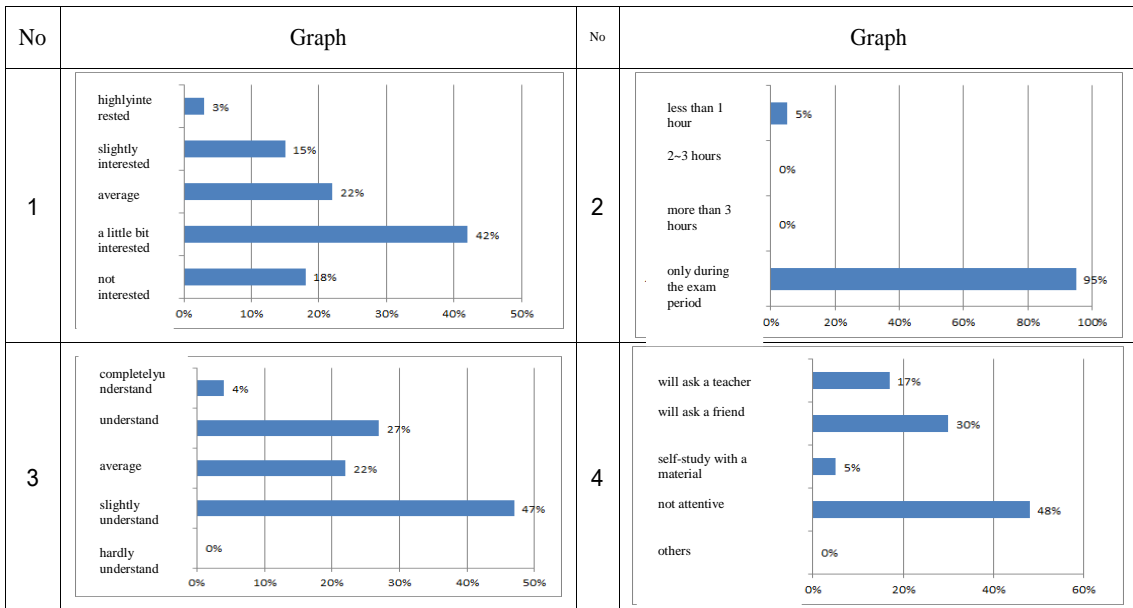 No Graph No Graph
1
highlyinte
rested
3%
slightly
interested
15%
average
22%
a little bit
interested
42%
not
interested
18%
0% 10% 20% 30% 40% 50%
2
less than 1
hour
5%
2~3 hours
0%
more than 3
hours
0%
only during
the exam
period
95%
0% 20% 40% 60% 80% 100%
3
completelyu
nderstand
4%
understand
27%
average
22%
slightly
understand
47%
hardly
understand
0%
0% 10% 20% 30% 40% 50%
4
will ask a teacher
17%
will ask a friend
30%
self-study with a
material
5%
not attentive
48%
others
0%
0% 20% 40% 60%